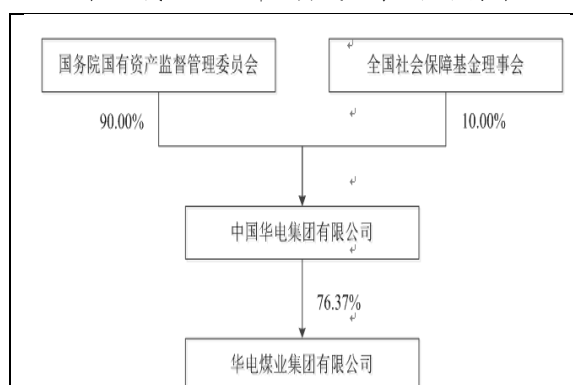 国务院国有资产监督管理委员会
全国社会保障基金理事会
90.00%
10.00%
中国华电集团有限公司
76.37%
华电煤业集团有限公司